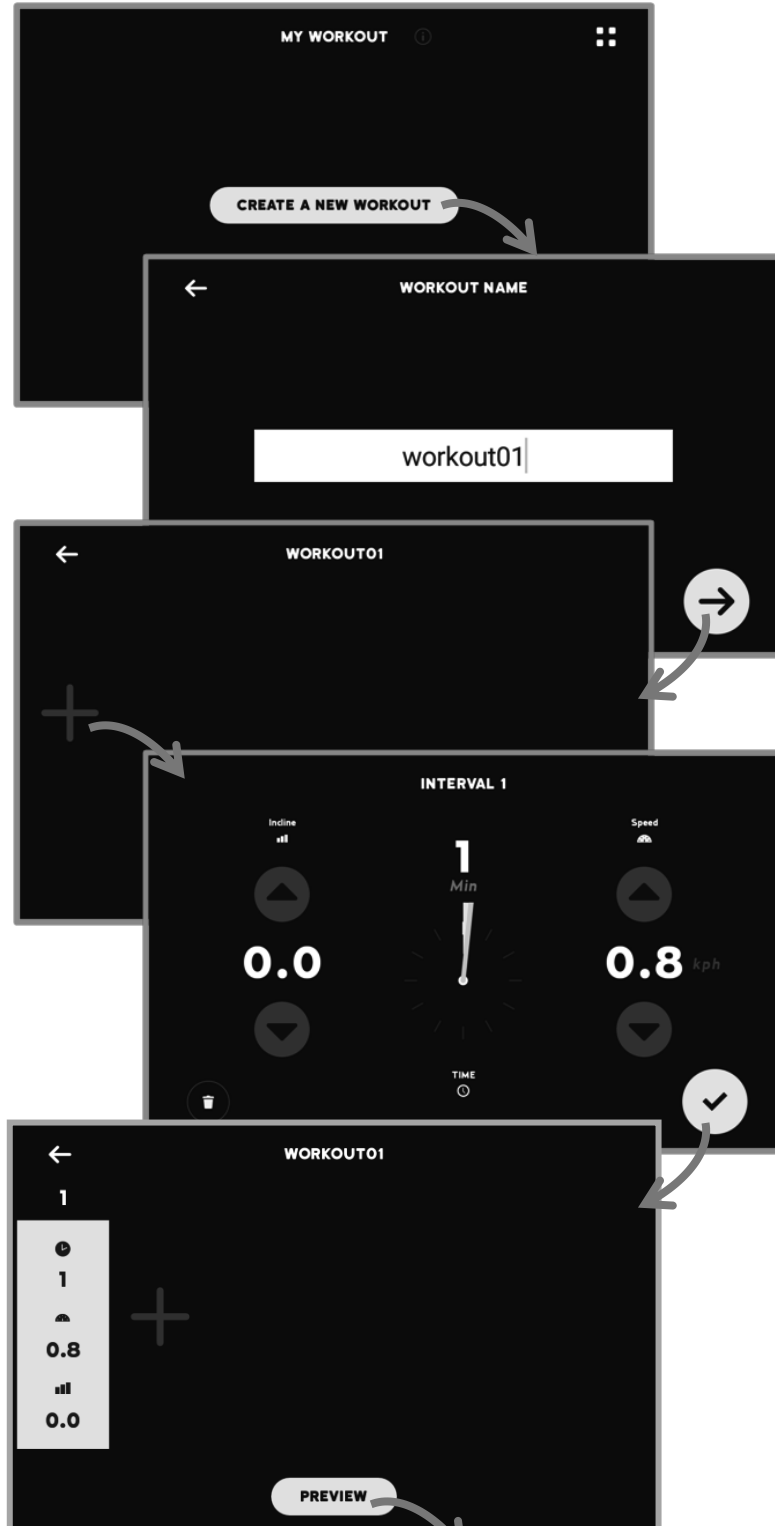 MY WORKOUT
CREATE A NEW WORKOUT
WORKOUT NAME
workout01
WORKOUT01
INTERVAL 1
Incline
Speed
1
Min
0.0
0.8 kph
TIME
WORKOUT01
1
1
0.8
0.0
PREVIEW